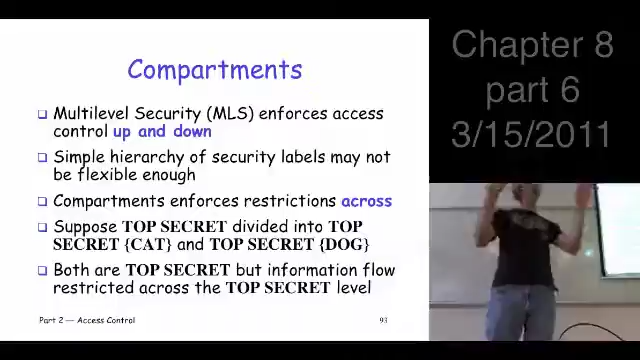 Compartments
❑ Multilevel Security (MLS) enforces access
control up and down
❑ Simple hierarchy of security labels may not
be flexible enough
❑ Compartments enforces restrictions across
❑ Suppose TOP SECRET divided into TOP
SECRET {CAT} and TOP SECRET {DOG}
❑ Both are TOP SECRET but information flow
restricted across the TOP SECRET level
Part 2 — Access Control
93
Chapter 8
part 6
3/15/2011